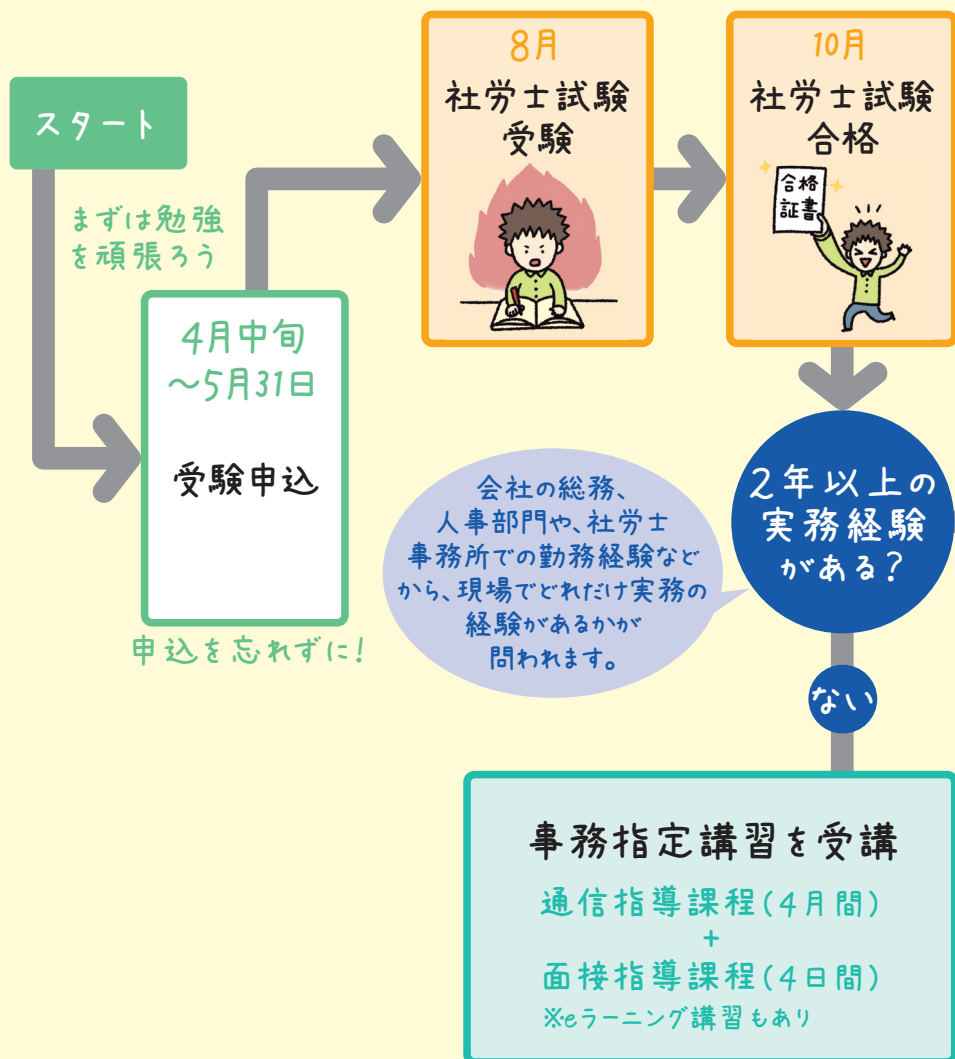 スタート
まずは勉強
を頑張ろう
4月中旬
～5月31日
受験申込
申込を忘れずに！
8月
社労士試験
受験
10月
社労士試験
合格
合格
証書
2年以上の
実務経験
がある？
会社の総務、
人事部門や、社労士
事務所での勤務経験など
から、現場でどれだけ実務の
経験があるかが
問われます。
ない
事務指定講習を受講
通信指導課程(4月間)
+
面接指導課程(4日間)
※eラーニング講習もあり